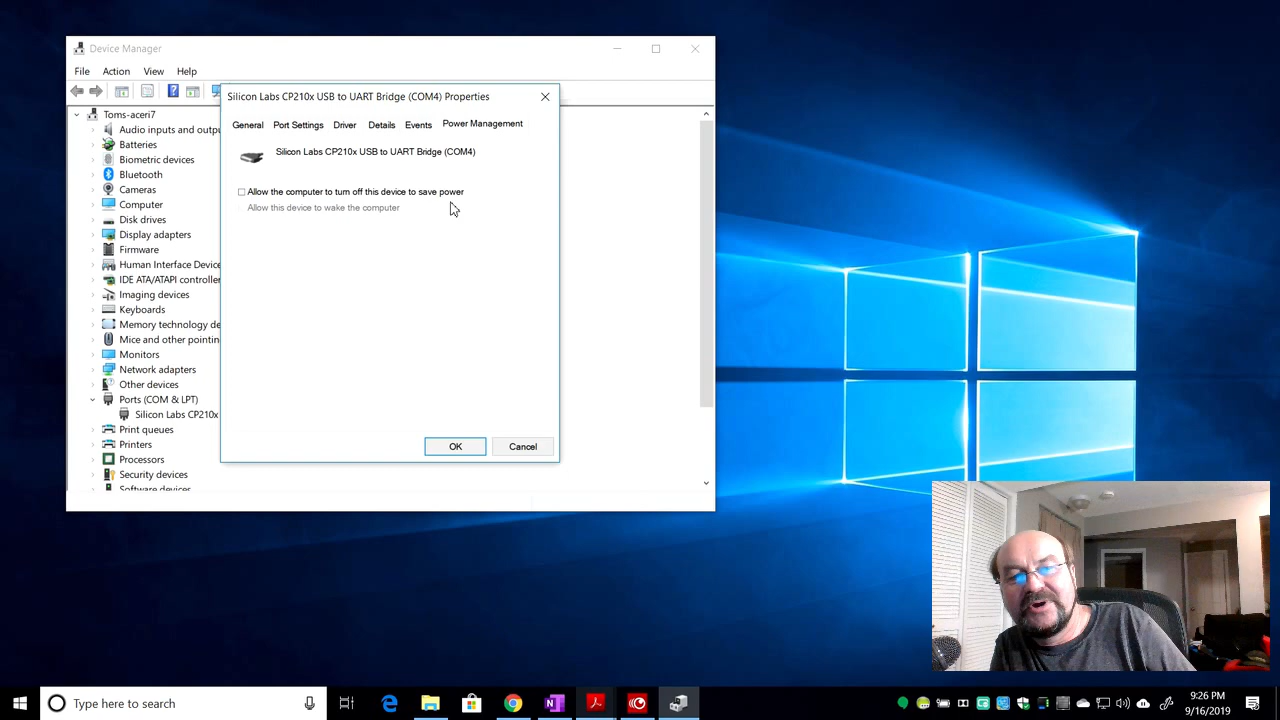 Device Manager
File Action View Help
Silicon Labs CP210x USB to UART Bridge (COM4) Properties
General Port Settings Driver Details Events Power Management
Silicon Labs CP210x USB to UART Bridge (COM4)
Allow the computer to turn off this device to save power
Allow this device to wake the computer
OK Cancel
Toms-aceri7
Audio inputs and outpu
Batteries
Biometric devices
Bluetooth
Cameras
Computer
Disk drives
Display adapters
Firmware
Human Interface Device
IDE ATA/ATAPI controller
Imaging devices
Keyboards
Memory technology de
Mice and other pointin
Monitors
Network adapters
Other devices
Ports (COM & LPT)
Silicon Labs CP210x
Print queues
Printers
Processors
Security devices
Software devices
Type here to search
9:26 PM
9/16/2019